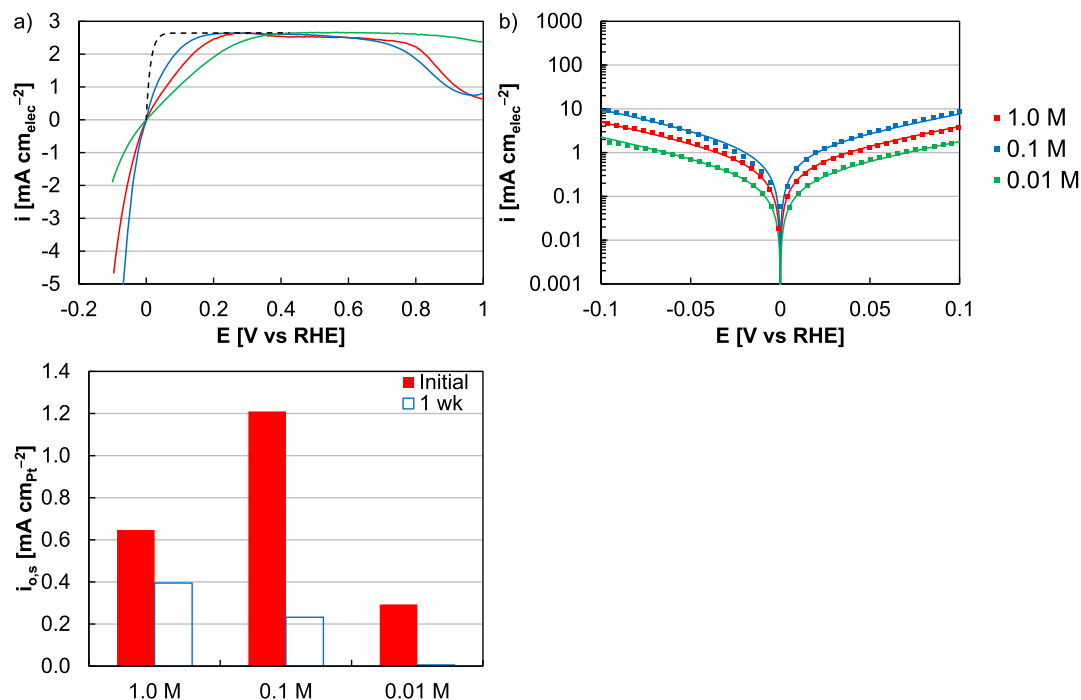 a)
3
2
1
0
-1
-2
-3
-4
-5
-0.2
0
0.2
0.4
0.6
0.8
1
E [V vs RHE]
i [mA cm_elec⁻²]
b)
1000
100
10
1
0.1
0.01
0.001
-0.1
-0.05
0
0.05
0.1
E [V vs RHE]
i [mA cm_elec⁻²]
1.0 M
0.1 M
0.01 M
1.4
1.2
1.0
0.8
0.6
0.4
0.2
0.0
i_o,s [mA cm_Pt⁻²]
Initial
1 wk
1.0 M
0.1 M
0.01 M